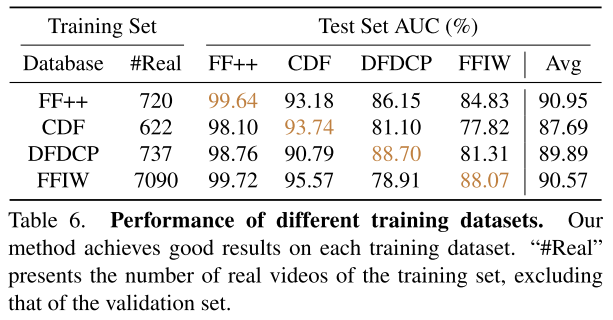 Training Set Test Set AUC (%)
Database #Real FF++ CDF DFDCP FFIW Avg
FF++ 720 99.64 93.18 86.15 84.83 90.95
CDF 622 98.10 93.74 81.10 77.82 87.69
DFDCP 737 98.76 90.79 88.70 81.31 89.89
FFIW 7090 99.72 95.57 78.91 88.07 90.57
Table 6. Performance of different training datasets. Our
method achieves good results on each training dataset. “#Real”
presents the number of real videos of the training set, excluding
that of the validation set.